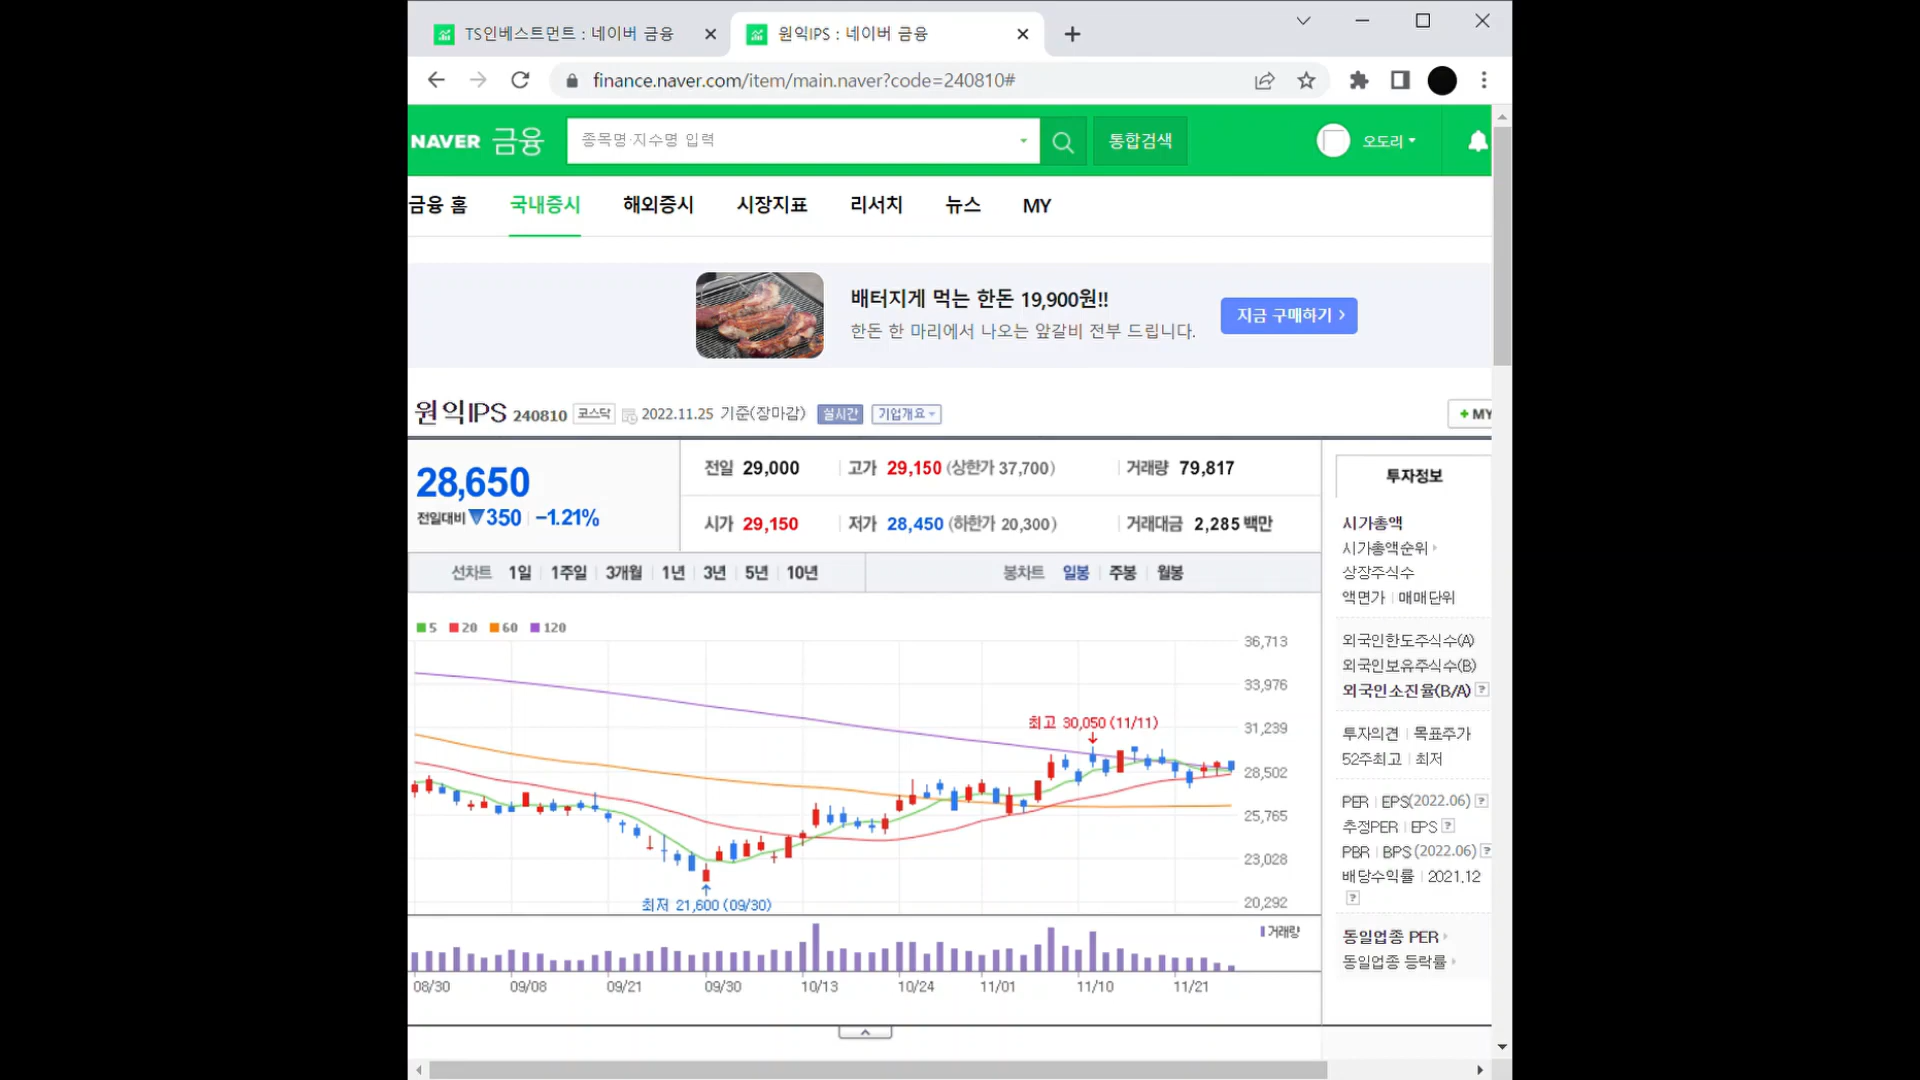 TS인베스트먼트 : 네이버 금융
원익IPS : 네이버 금융
finance.naver.com/item/main.naver?code=240810#
NAVER 금융
종목명·지수명 입력
통합검색
오도리
금융 홈 국내증시 해외증시 시장지표 리서치 뉴스 MY
배터지게 먹는 한돈 19,900원!!
한돈 한 마리에서 나오는 앞갈비 전부 드립니다.
지금 구매하기 >
원익IPS 240810 코스닥 2022.11.25 기준(장마감) 실시간 기업개요
+ MY
28,650
전일대비 ▼350 | -1.21%
전일 29,000 | 고가 29,150 (상한가 37,700) | 거래량 79,817
시가 29,150 | 저가 28,450 (하한가 20,300) | 거래대금 2,285 백만
선차트 1일 | 1주일 | 3개월 | 1년 | 3년 | 5년 | 10년
봉차트 일봉 | 주봉 | 월봉
5 20 60 120
36,713
33,976
31,239
28,502
25,765
23,028
20,292
최고 30,050 (11/11)
최저 21,600 (09/30)
거래량
08/30 09/08 09/21 09/30 10/13 10/24 11/01 11/10 11/21
투자정보
시가총액
시가총액순위
상장주식수
액면가 | 매매단위
외국인한도주식수(A)
외국인보유주식수(B)
외국인소진율(B/A) ?
투자의견 | 목표주가
52주최고 | 최저
PER | EPS(2022.06) ?
추정PER | EPS ?
PBR | BPS(2022.06) ?
배당수익률 | 2021.12
?
동일업종 PER
동일업종 등락률